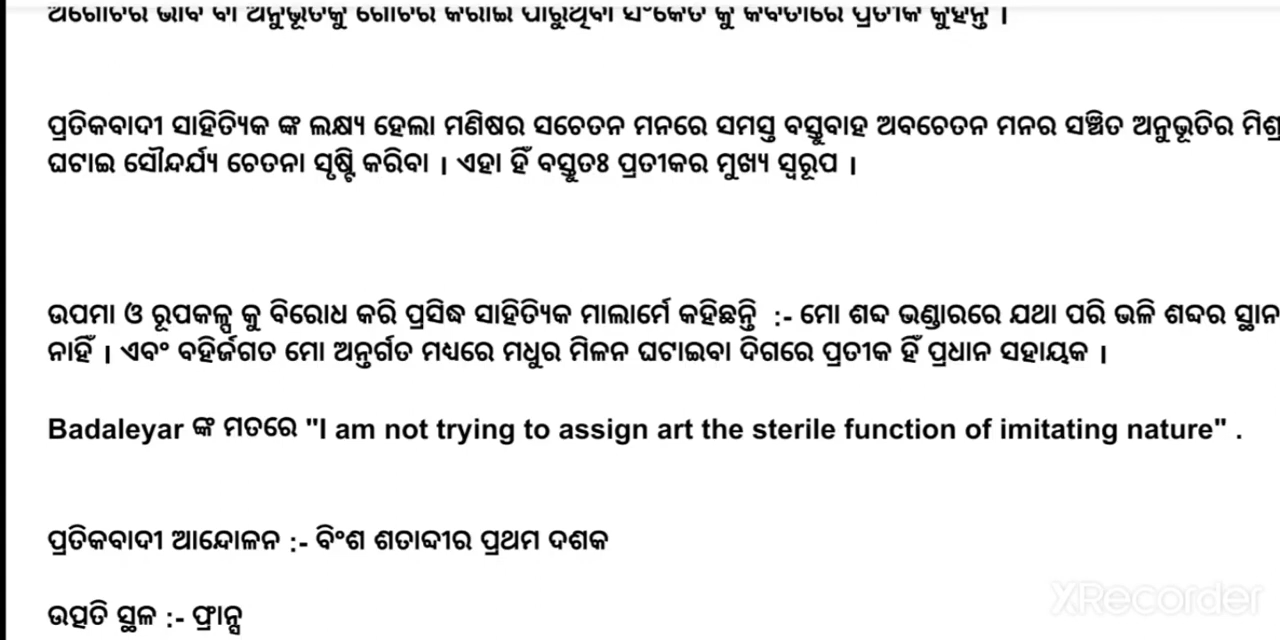 ଅଗୋଚର ଭାବ ବା ଅନୁଭୂତିକୁ ଗୋଚର କରାଇ ପାରୁଥିବା ସଂକେତ କୁ କବିତାରେ ପ୍ରତୀକ କୁହନ୍ତି ।
ପ୍ରତିକବାଦୀ ସାହିତ୍ୟିକ ଙ୍କ ଲକ୍ଷ୍ୟ ହେଲା ମଣିଷର ସଚେତନ ମନରେ ସମସ୍ତ ବସ୍ତୁବାହ ଅବଚେତନ ମନର ସଞ୍ଚିତ ଅନୁଭୂତିର
ଘଟାଇ ସୌନ୍ଦର୍ଯ୍ୟ ଚେତନା ସୃଷ୍ଟି କରିବା । ଏହା ହିଁ ବସ୍ତୁତଃ ପ୍ରତୀକର ମୁଖ୍ୟ ସ୍ୱରୂପ ।
ଉପମା ଓ ରୂପକଳ୍ପ କୁ ବିରୋଧ କରି ପ୍ରସିଦ୍ଧ ସାହିତ୍ୟିକ ମାଲାର୍ମେ କହିଛନ୍ତି :- ମୋ ଶବ୍ଦ ଭଣ୍ଡାରରେ ଯଥା ପରି ଭଳି ଶବ୍ଦର ସ୍ଥାନ
ନାହିଁ । ଏବଂ ବହିର୍ଜଗତ ମୋ ଅନ୍ତର୍ଗତ ମଧ୍ୟରେ ମଧୁର ମିଳନ ଘଟାଇବା ଦିଗରେ ପ୍ରତୀକ ହିଁ ପ୍ରଧାନ ସହାୟକ ।
Badaleyar ଙ୍କ ମତରେ "I am not trying to assign art the sterile function of imitating nature" .
ପ୍ରତିକବାଦୀ ଆନ୍ଦୋଳନ :- ବିଂଶ ଶତାବ୍ଦୀର ପ୍ରଥମ ଦଶକ
ଉତ୍ପତି ସ୍ଥଳ :- ଫ୍ରାନ୍ସ
XRecorder